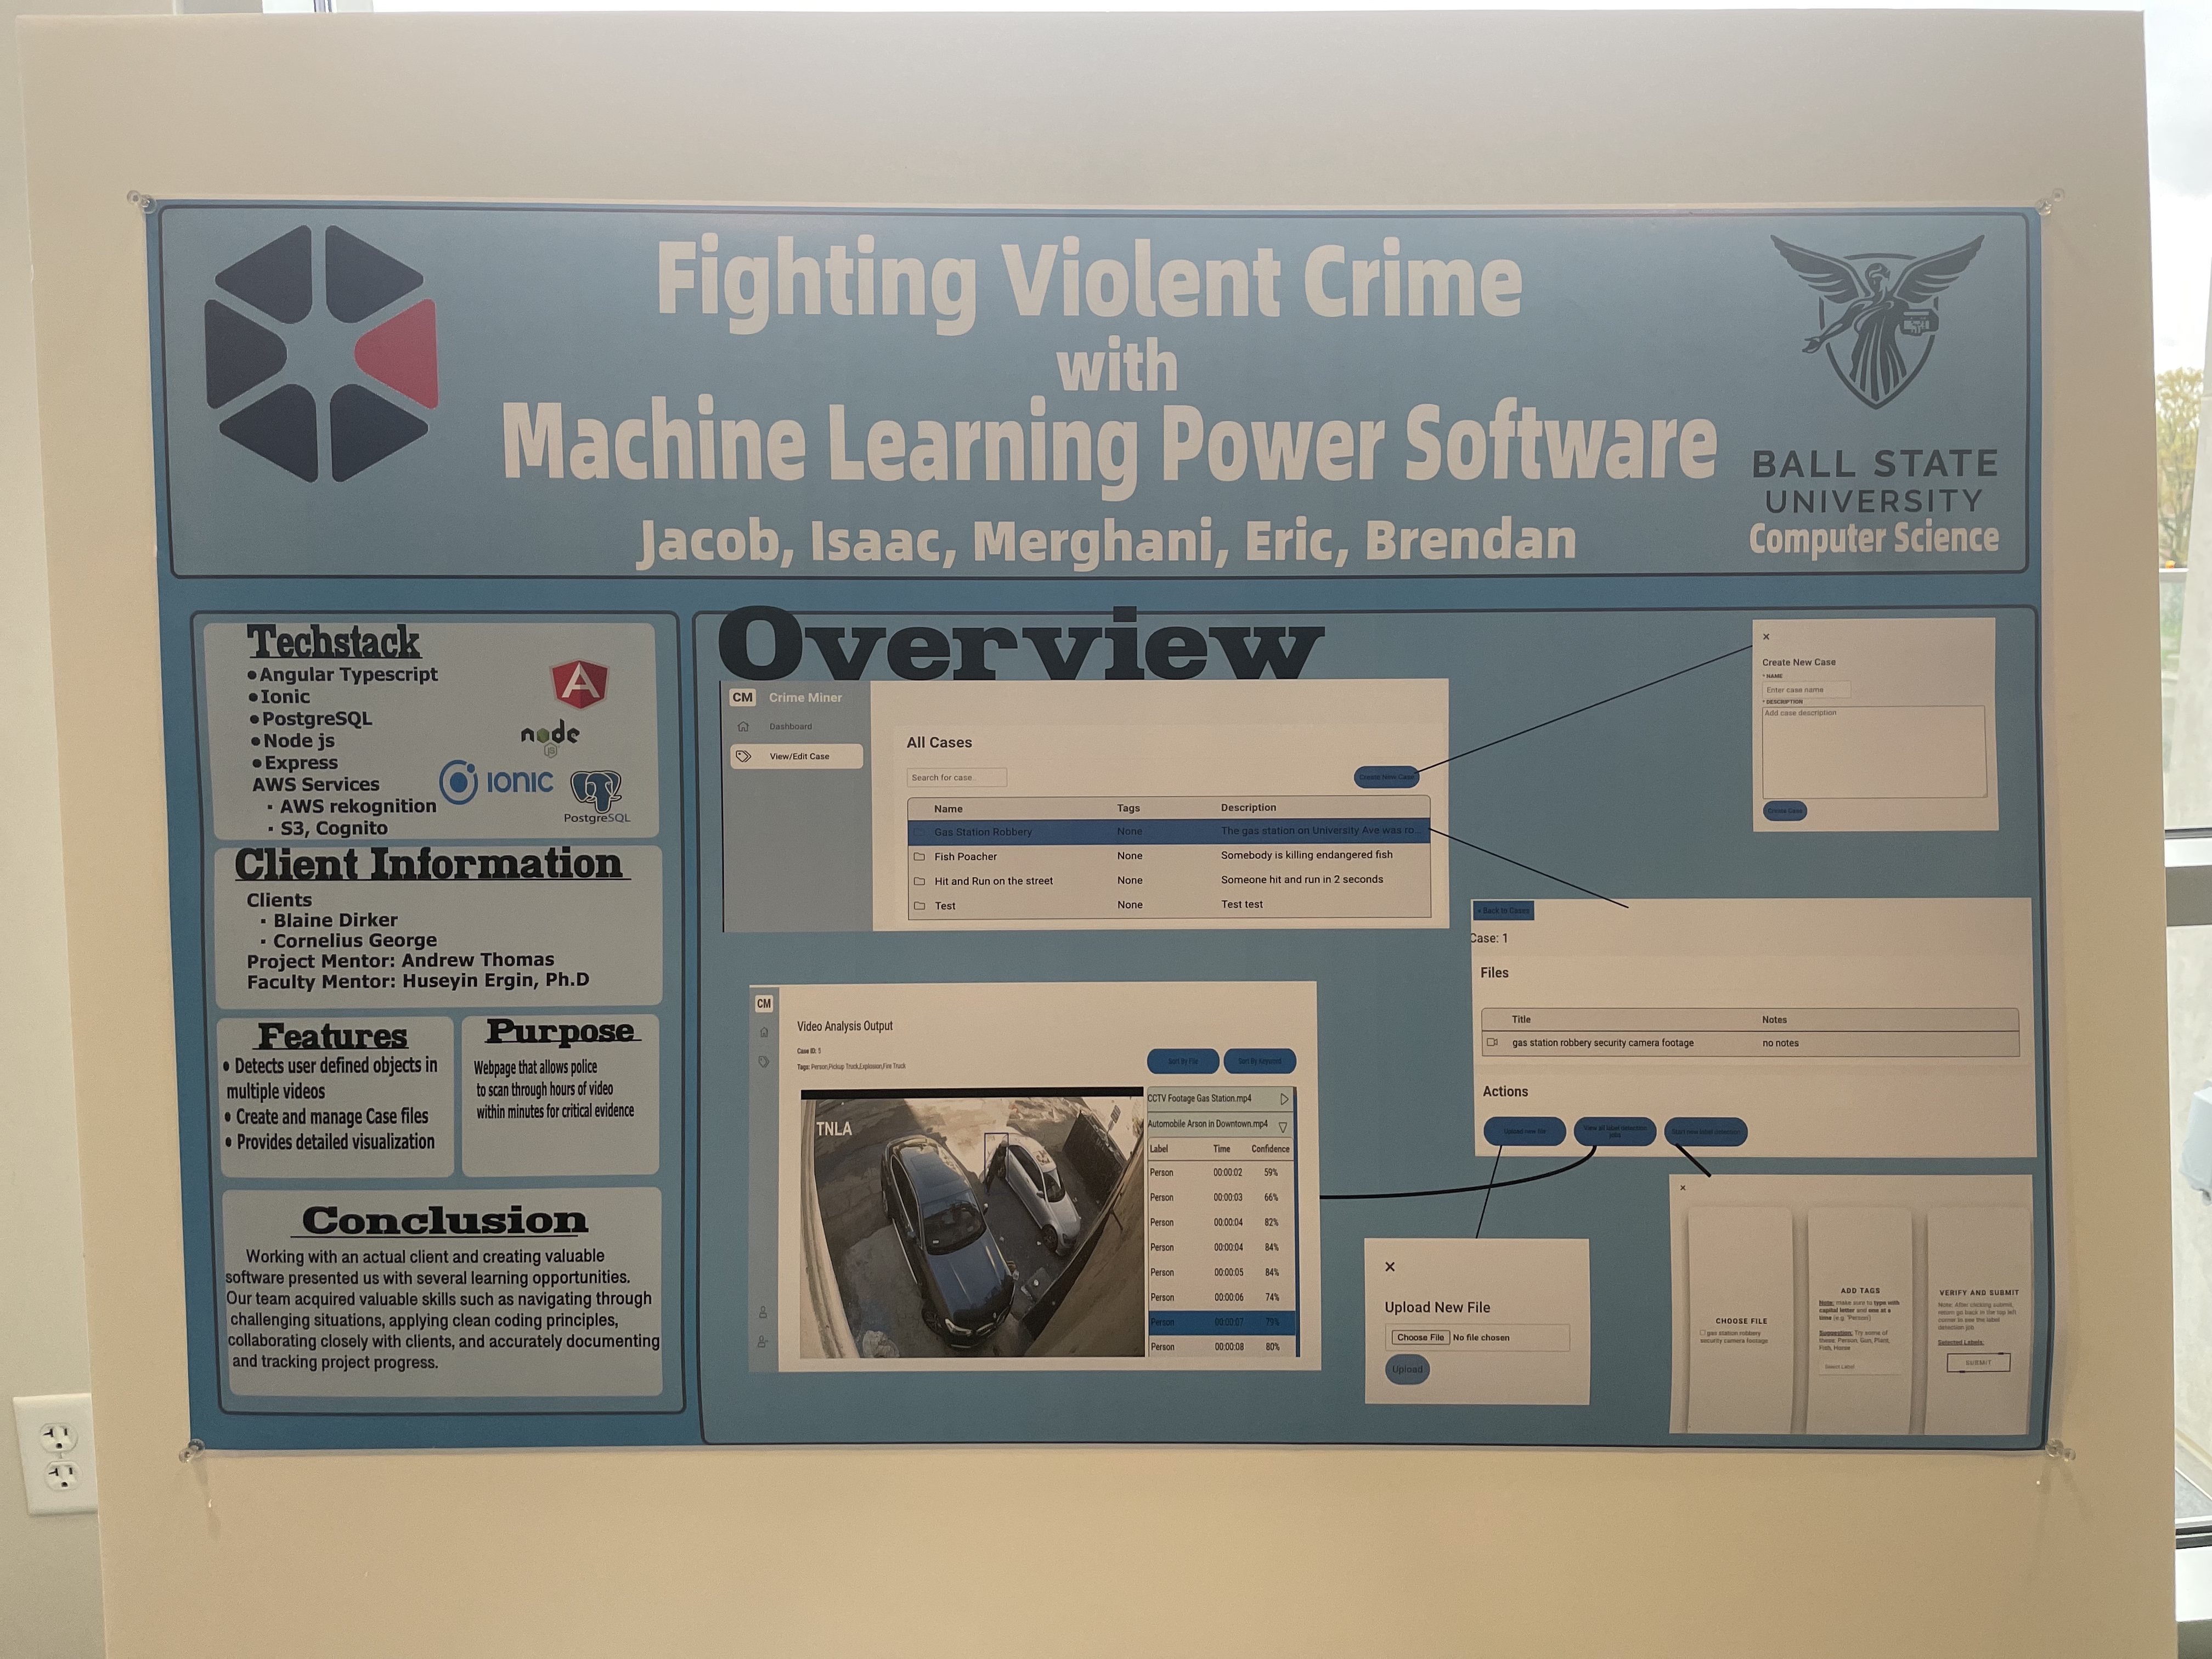 Fighting Violent Crime
with
Machine Learning Power Software
Jacob, Isaac, Merghani, Eric, Brendan
BALL STATE
UNIVERSITY
Computer Science
Techstack
• Angular Typescript
• Ionic
• PostgreSQL
• Node js
• Express
AWS Services
▪ AWS rekognition
▪ S3, Cognito
A
node
JS
IONIC
PostgreSQL
Client Information
Clients
▪ Blaine Dirker
▪ Cornelius George
Project Mentor: Andrew Thomas
Faculty Mentor: Huseyin Ergin, Ph.D
Features
• Detects user defined objects in
multiple videos
• Create and manage Case files
• Provides detailed visualization
Purpose
Webpage that allows police
to scan through hours of video
within minutes for critical evidence
Conclusion
Working with an actual client and creating valuable
software presented us with several learning opportunities.
Our team acquired valuable skills such as navigating through
challenging situations, applying clean coding principles,
collaborating closely with clients, and accurately documenting
and tracking project progress.
Overview
CM Crime Miner
Dashboard
View/Edit Case
All Cases
Search for case..
Create New Case
Name Tags Description
Gas Station Robbery None The gas station on University Ave was ro...
Fish Poacher None Somebody is killing endangered fish
Hit and Run on the street None Someone hit and run in 2 seconds
Test None Test test
×
Create New Case
* NAME
Enter case name
* DESCRIPTION
Add case description
Create Case
< Back to Cases
Case: 1
Files
Title Notes
gas station robbery security camera footage no notes
Actions
Upload new file
View all label detection
jobs
Start new label detection
CM
Video Analysis Output
Case ID: 1
Tags: Person,Pickup Truck,Explosion,Fire Truck
Sort By File
Sort By Keyword
TNLA
CCTV Footage Gas Station.mp4
Automobile Arson in Downtown.mp4
Label Time Confidence
Person 00:00:02 59%
Person 00:00:03 66%
Person 00:00:04 82%
Person 00:00:04 84%
Person 00:00:05 84%
Person 00:00:06 74%
Person 00:00:07 79%
Person 00:00:08 80%
×
Upload New File
Choose File No file chosen
Upload
×
CHOOSE FILE
gas station robbery
security camera footage
ADD TAGS
Note: make sure to type with
capital letter and one at a
time (e.g. 'Person')
Suggestion: Try some of
these: Person, Gun, Plant,
Fish, Horse
Search Label
VERIFY AND SUBMIT
Note: After clicking submit,
return go back in the top left
corner to see the label
detection job
Selected Labels:
SUBMIT